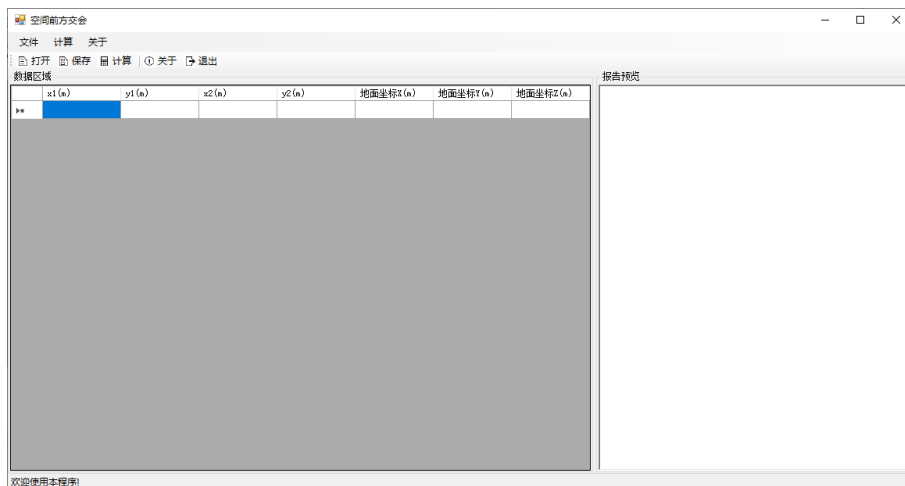 空间前方交会
文件 计算 关于
打开 保存 计算 关于 退出
数据区域 报告预览
x1(m) y1(m) x2(m) y2(m) 地面坐标X(m) 地面坐标Y(m) 地面坐标Z(m)
欢迎使用本程序!